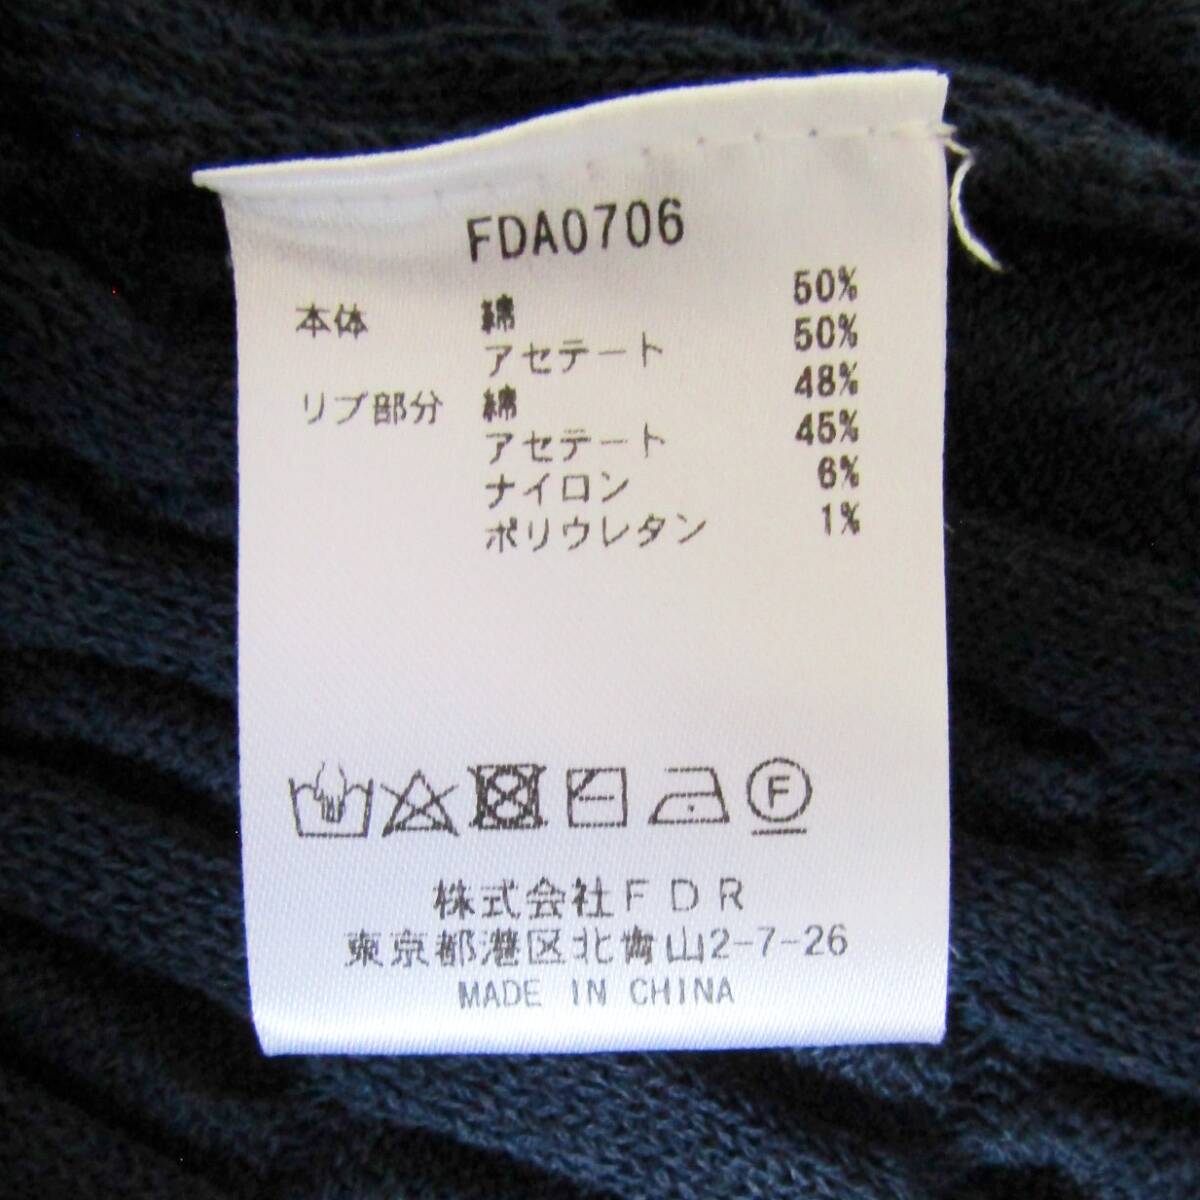 FDA0706
本体 綿 50%
アセテート 50%
リブ部分 綿 48%
アセテート 45%
ナイロン 6%
ポリウレタン 1%
F
株式会社FDR
東京都港区北青山2-7-26
MADE IN CHINA